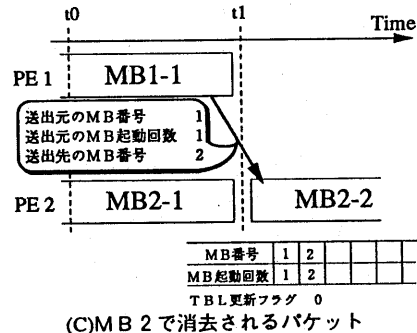 t0 t1
Time
PE 1 MB1-1
送出元のMB番号 1
送出元のMB起動回数 1
送出先のMB番号 2
PE 2 MB2-1 MB2-2
MB番号 1 2
MB起動回数 1 2
TBL更新フラグ 0
(C)MB2で消去されるパケット